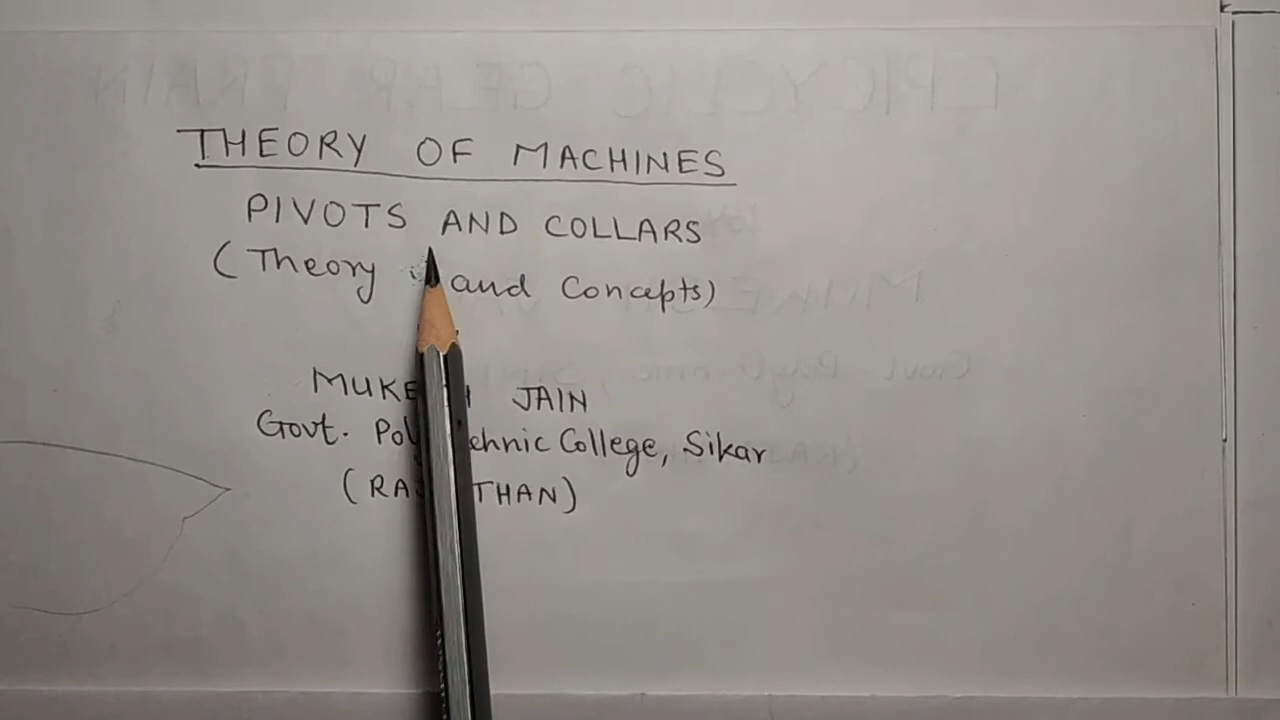 THEORY OF MACHINES
PIVOTS AND COLLARS
(Theory and Concepts)
JAIN
Govt. College, Sikar